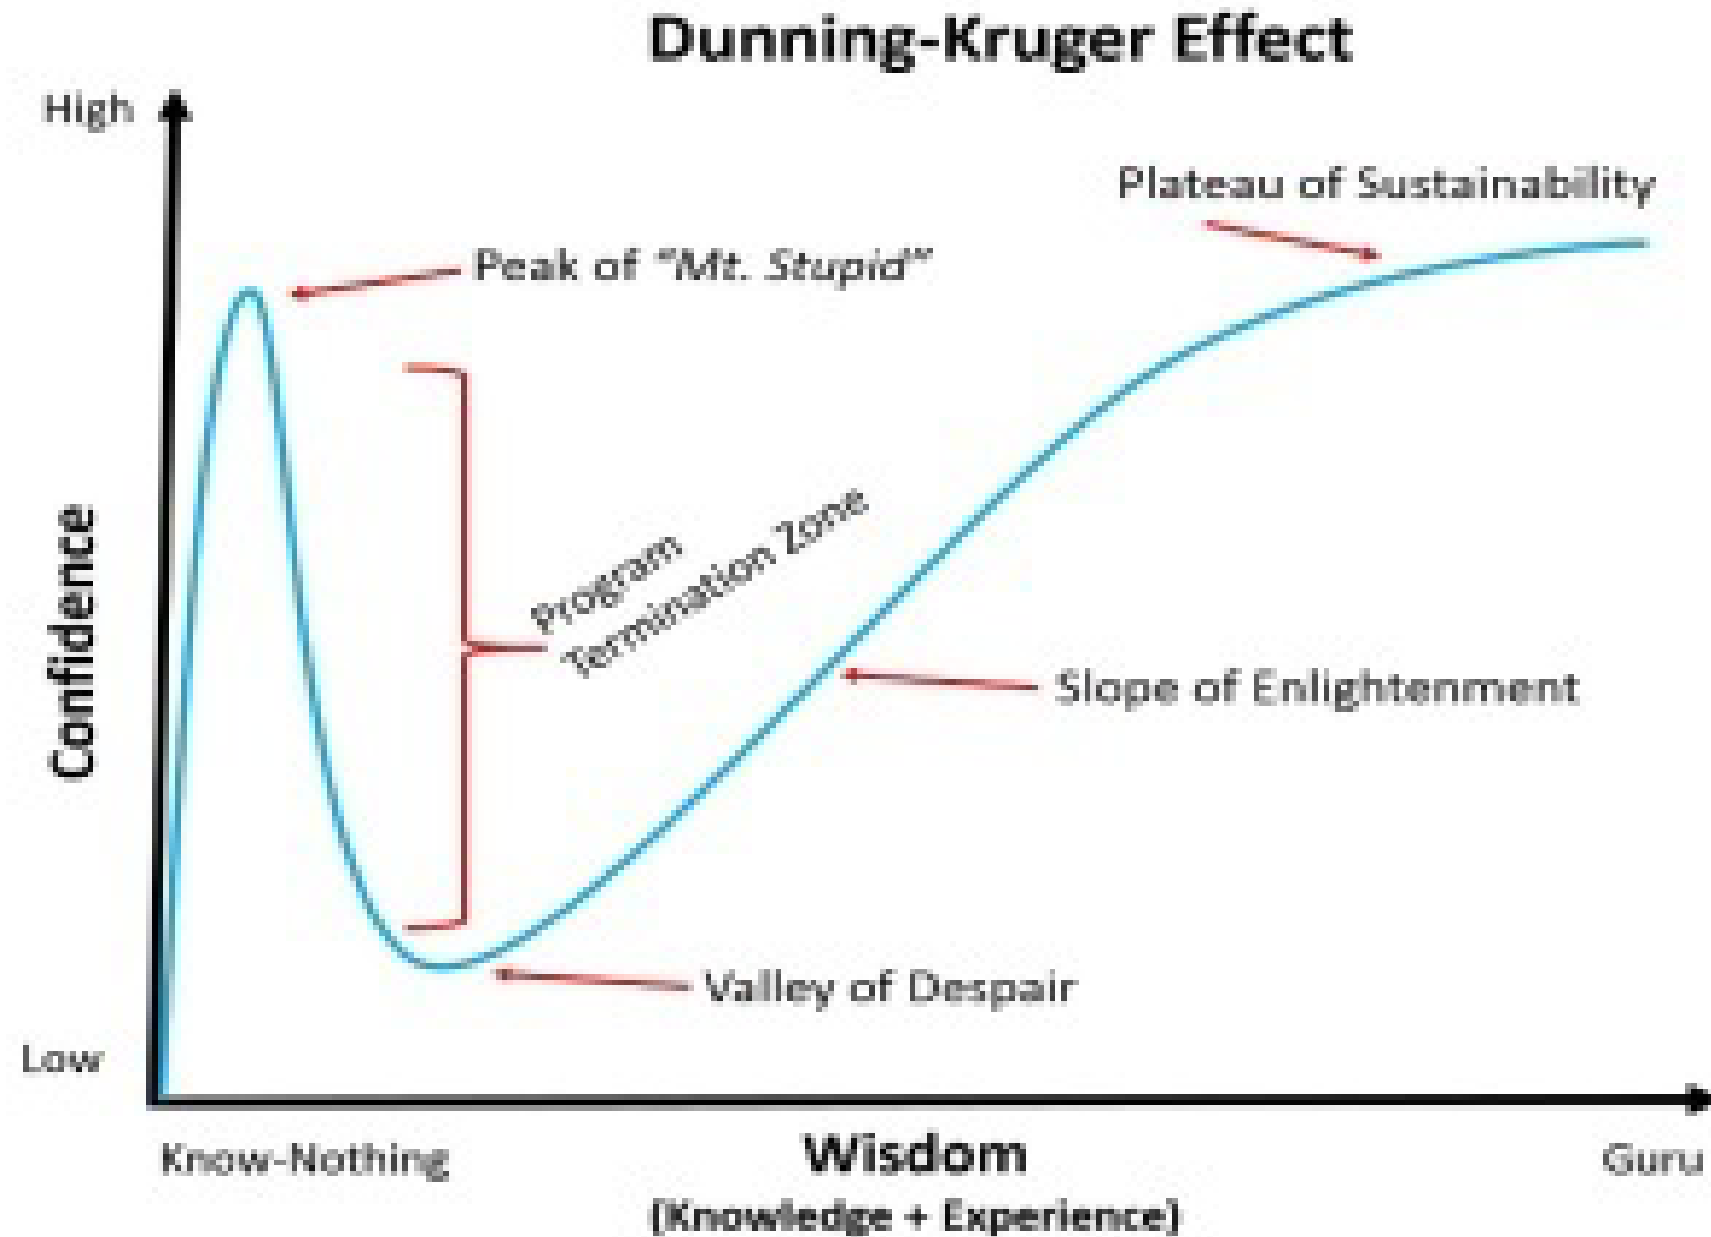 Dunning-Kruger Effect
High
Plateau of Sustainability
Peak of "Mt. Stupid"
Program
Termination Zone
Confidence
Slope of Enlightenment
Valley of Despair
Low
Know-Nothing
Wisdom
Guru
(Knowledge + Experience)